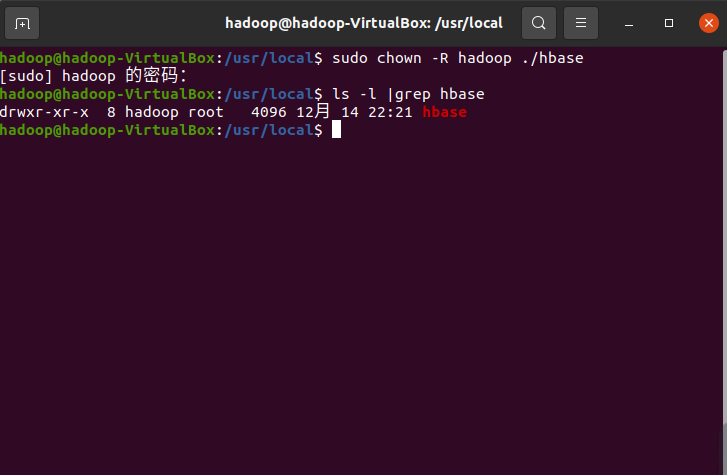 hadoop@hadoop-VirtualBox: /usr/local
hadoop@hadoop-VirtualBox:/usr/local$ sudo chown -R hadoop ./hbase
[sudo] hadoop 的密码：
hadoop@hadoop-VirtualBox:/usr/local$ ls -l |grep hbase
drwxr-xr-x  8 hadoop root   4096 12月 14 22:21 hbase
hadoop@hadoop-VirtualBox:/usr/local$